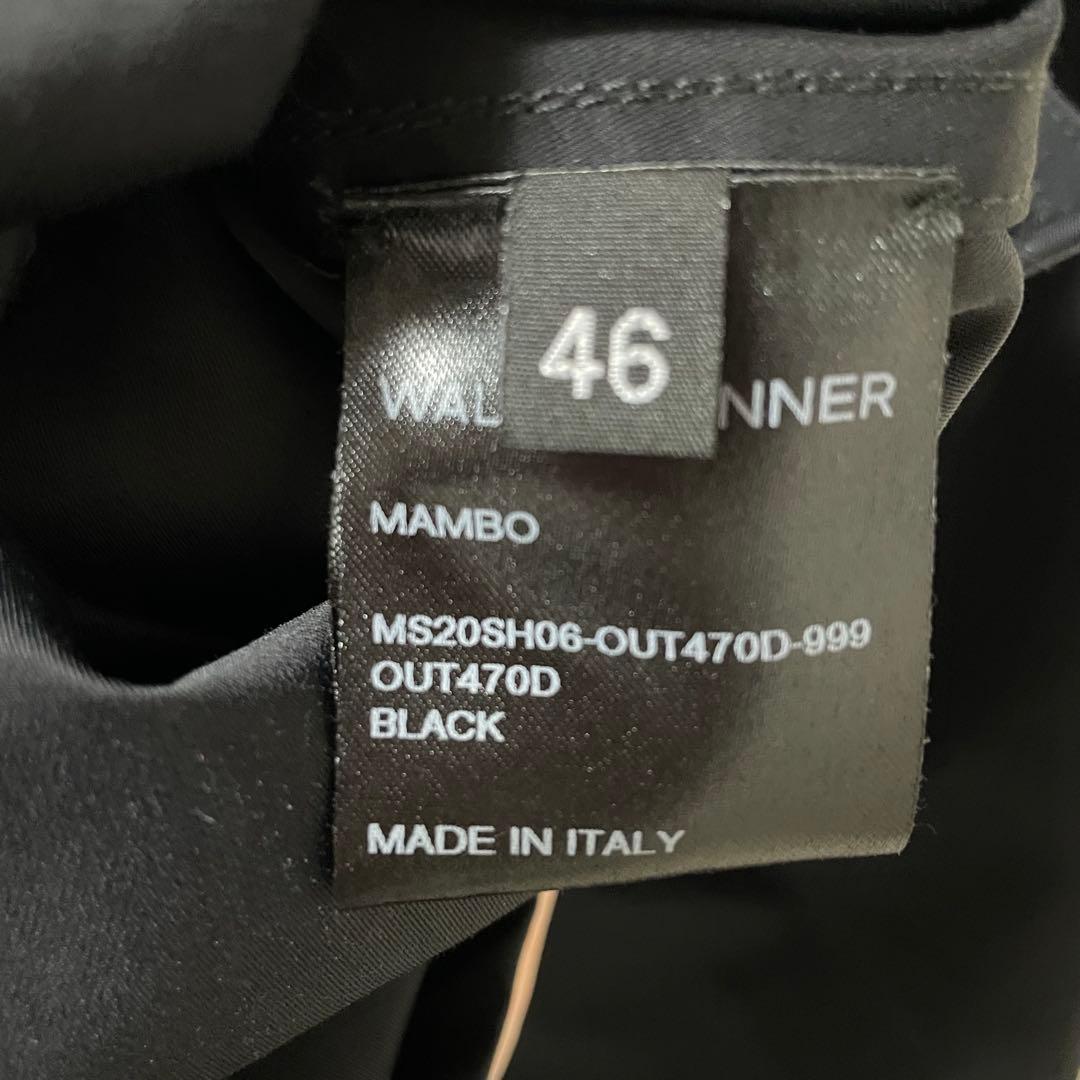 46
WAL NNER
MAMBO
MS20SH06-OUT470D-999
OUT470D
BLACK
MADE IN ITALY